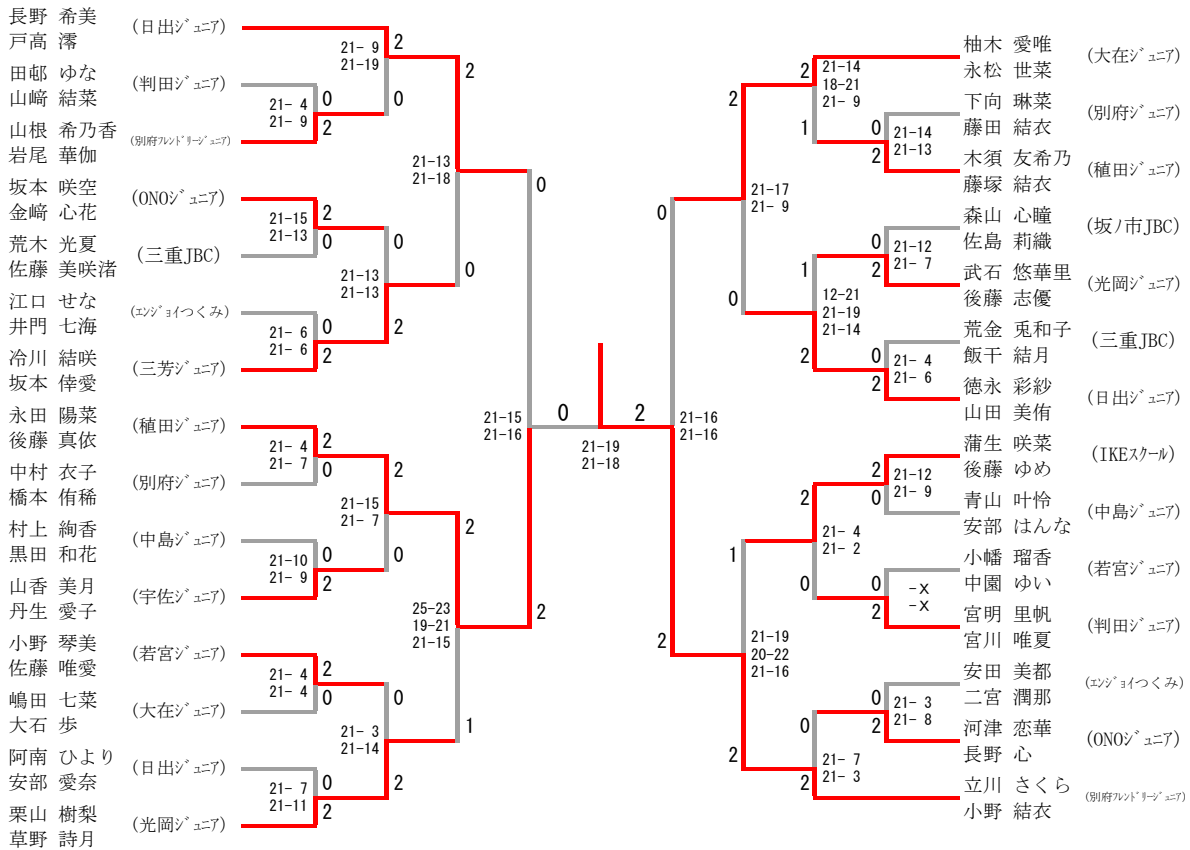 長野 希美
戸高 澪
(日出ジュニア)
田邨 ゆな
山﨑 結菜
(判田ジュニア)
山根 希乃香
岩尾 華伽
(別府フレンドリージュニア)
坂本 咲空
金﨑 心花
(ONOジュニア)
荒木 光夏
佐藤 美咲渚
(三重JBC)
江口 せな
井門 七海
(エンジョイつくみ)
冷川 結咲
坂本 倖愛
(三芳ジュニア)
永田 陽菜
後藤 真依
(稙田ジュニア)
中村 衣子
橋本 侑稀
(別府ジュニア)
村上 絢香
黒田 和花
(中島ジュニア)
山香 美月
丹生 愛子
(宇佐ジュニア)
小野 琴美
佐藤 唯愛
(若宮ジュニア)
嶋田 七菜
大石 歩
(大在ジュニア)
阿南 ひより
安部 愛奈
(日出ジュニア)
栗山 樹梨
草野 詩月
(光岡ジュニア)
21- 9
21-19
2
0
21- 4
21- 9
0
2
21-15
21-13
2
0
21- 6
21- 6
0
2
21-13
21-13
0
2
21-13
21-18
2
0
21- 4
21- 7
2
0
21-10
21- 9
0
2
21-15
21- 7
2
0
21- 4
21- 4
2
0
21- 7
21-11
0
2
21- 3
21-14
0
2
25-23
19-21
21-15
2
1
21-15
21-16
0
2
0
2
21-19
21-18
21-16
21-16
0
2
21-17
21- 9
2
0
21-14
18-21
21- 9
2
1
21-14
21-13
0
2
12-21
21-19
21-14
1
2
21-12
21- 7
0
2
21- 4
21- 6
0
2
21-19
20-22
21-16
1
2
21- 4
21- 2
2
0
21-12
21- 9
2
0
-X
-X
0
2
21- 7
21- 3
0
2
21- 3
21- 8
0
2
柚木 愛唯
永松 世菜
(大在ジュニア)
下向 琳菜
藤田 結衣
(別府ジュニア)
木須 友希乃
藤塚 結衣
(稙田ジュニア)
森山 心瞳
佐島 莉織
(坂ノ市JBC)
武石 悠華里
後藤 志優
(光岡ジュニア)
荒金 兎和子
飯干 結月
(三重JBC)
徳永 彩紗
山田 美侑
(日出ジュニア)
蒲生 咲菜
後藤 ゆめ
(IKEスクール)
青山 叶怜
安部 はんな
(中島ジュニア)
小幡 瑠香
中園 ゆい
(若宮ジュニア)
宮明 里帆
宮川 唯夏
(判田ジュニア)
安田 美都
二宮 潤那
(エンジョイつくみ)
河津 恋華
長野 心
(ONOジュニア)
立川 さくら
小野 結衣
(別府フレンドリージュニア)